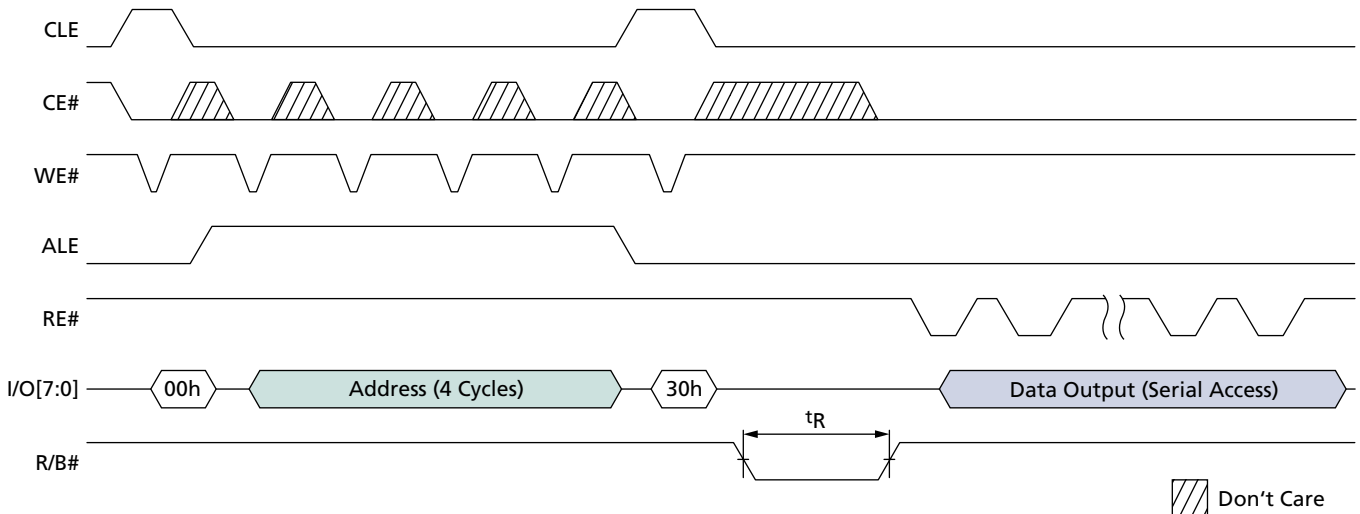 CLE
CE#
WE#
ALE
RE#
I/O[7:0]
00h
Address (4 Cycles)
30h
Data Output (Serial Access)
tR
R/B#
Don't Care